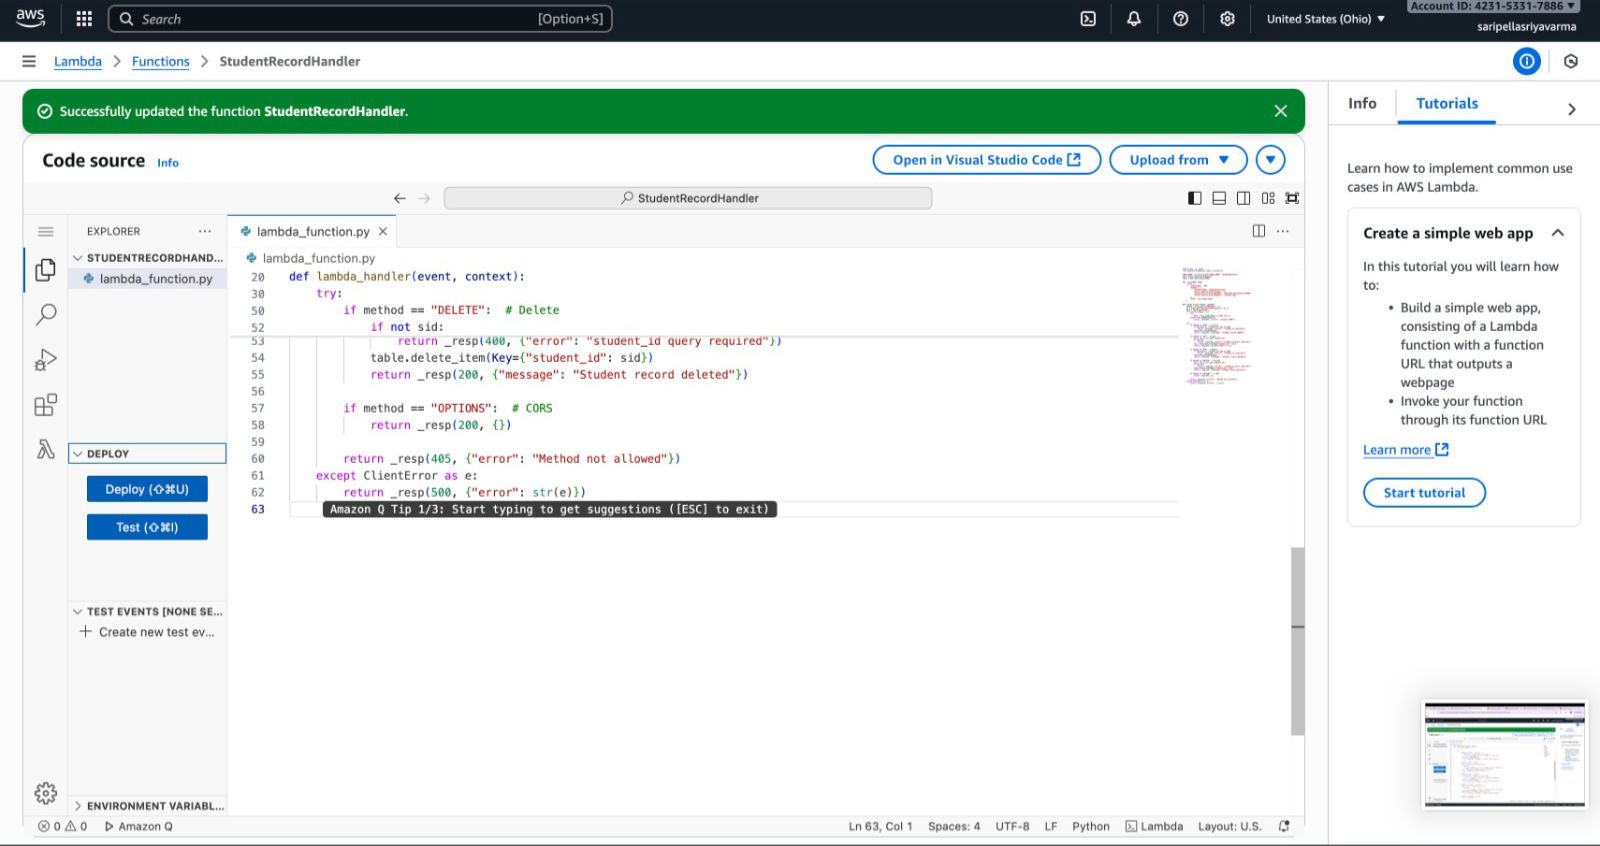 aws
Search
[Option+S]
United States (Ohio)
Account ID: 4231-5331-7886
saripellasriyavarma
Lambda
Functions
StudentRecordHandler
Successfully updated the function StudentRecordHandler.
Info
Tutorials
Code source
Info
Open in Visual Studio Code
Upload from
StudentRecordHandler
Learn how to implement common use
cases in AWS Lambda.
Create a simple web app
In this tutorial you will learn how
to:
• Build a simple web app,
consisting of a Lambda
function with a function
URL that outputs a
webpage
• Invoke your function
through its function URL
Learn more
Start tutorial
EXPLORER
STUDENTRECORDHAND...
lambda_function.py
DEPLOY
Deploy (⇧⌘U)
Test (⇧⌘I)
TEST EVENTS [NONE SE...
Create new test ev...
ENVIRONMENT VARIABL...
lambda_function.py
lambda_function.py
20 def lambda_handler(event, context):
30 try:
50 if method == "DELETE": # Delete
52 if not sid:
53 return _resp(400, {"error": "student_id query required"})
54 table.delete_item(Key={"student_id": sid})
55 return _resp(200, {"message": "Student record deleted"})
56
57 if method == "OPTIONS": # CORS
58 return _resp(200, {})
59
60 return _resp(405, {"error": "Method not allowed"})
61 except ClientError as e:
62 return _resp(500, {"error": str(e)})
63 Amazon Q Tip 1/3: Start typing to get suggestions ([ESC] to exit)
0 0 Amazon Q
Ln 63, Col 1 Spaces: 4 UTF-8 LF Python Lambda Layout: U.S.